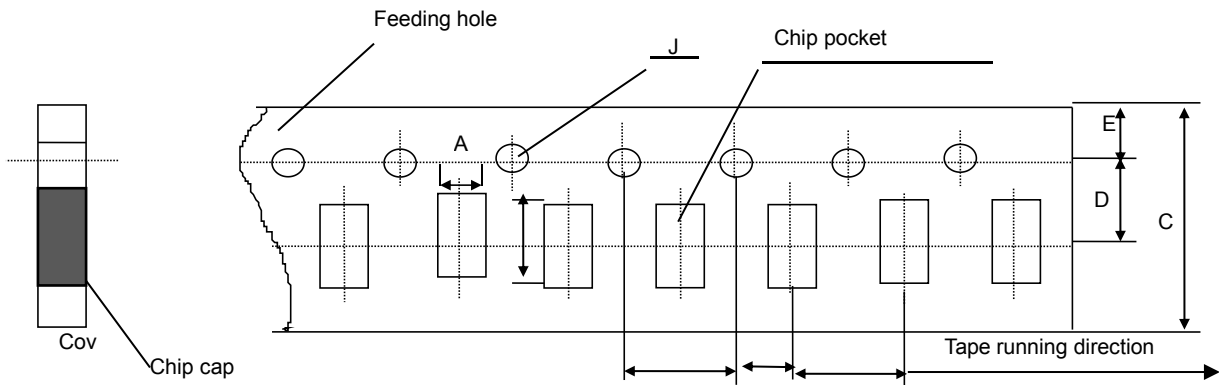 Feeding hole
J
Chip pocket
E
A
D
C
Cov
Chip cap
Tape running direction